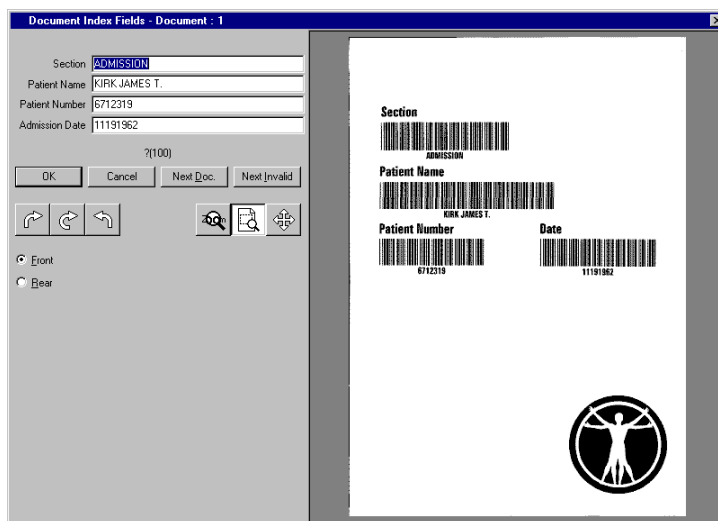 Document Index Fields - Document : 1
Section ADMISSION
Patient Name KIRK JAMES T.
Patient Number 6712319
Admission Date 11191962
?(100)
OK Cancel Next Doc. Next Invalid
Zoom
Front
Rear
Section
ADMISSION
Patient Name
KIRK JAMES T.
Patient Number Date
6712319 11191962